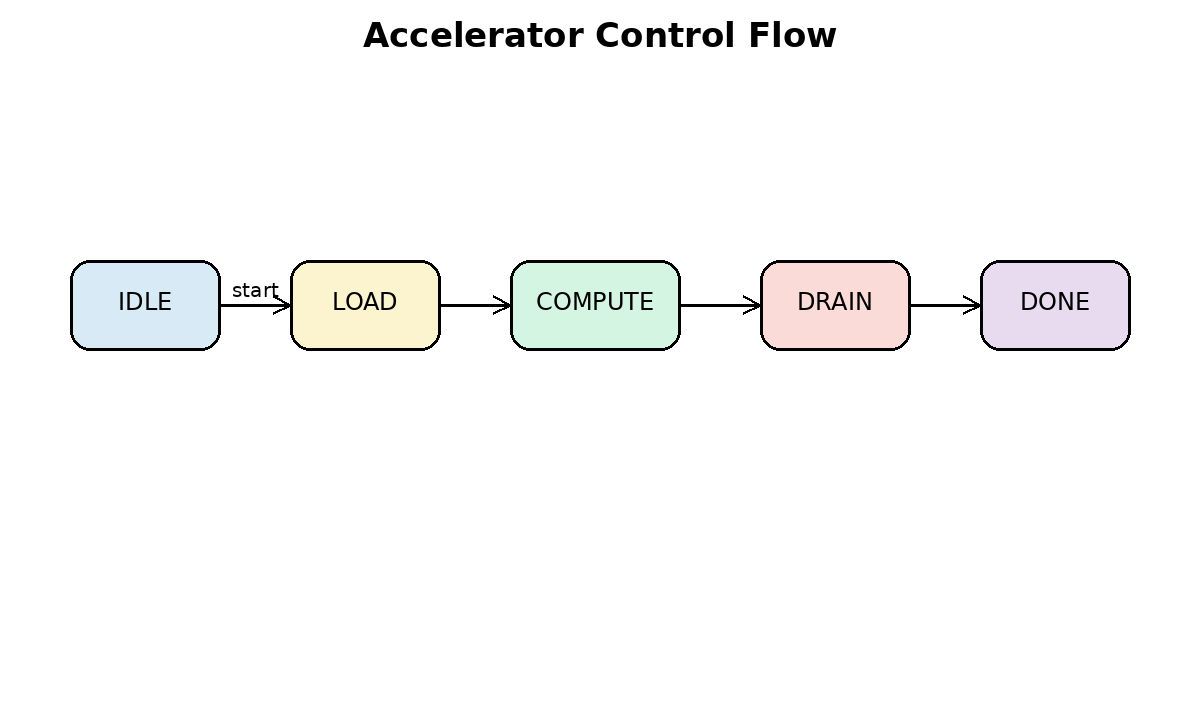 Accelerator Control Flow
IDLE
start
LOAD
COMPUTE
DRAIN
DONE